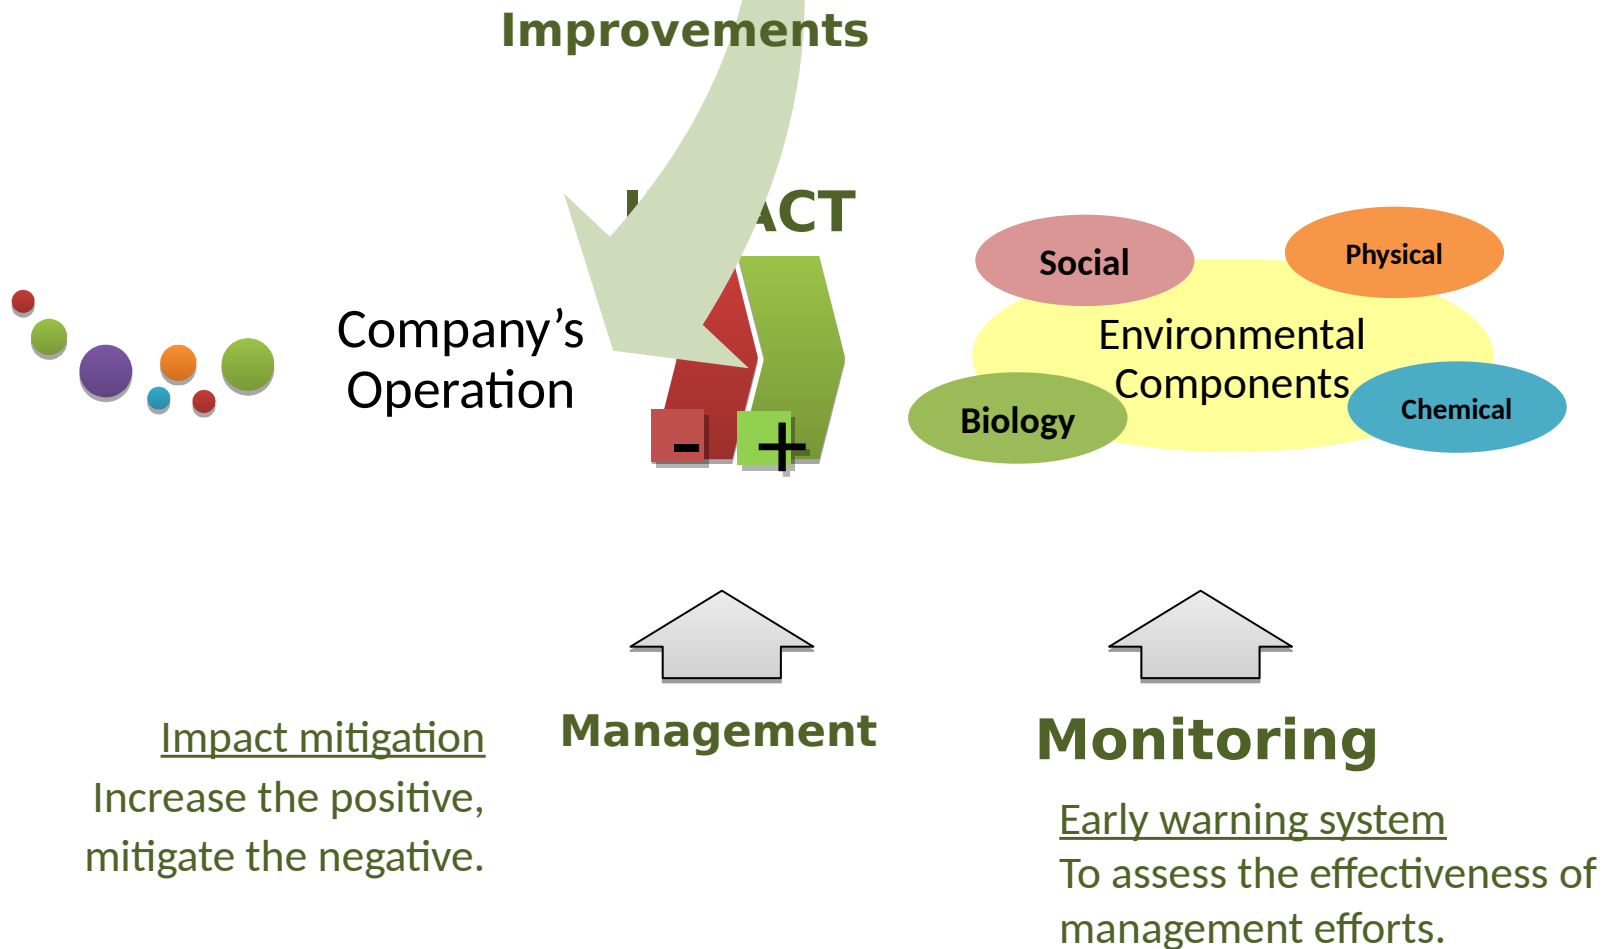 Improvements
Social
Physical
Company’s
Operation
Environmental
Components
Biology
Chemical
-
+
Management
Monitoring
Impact mitigation
Increase the positive,
mitigate the negative.
Early warning system
To assess the effectiveness of
management efforts.